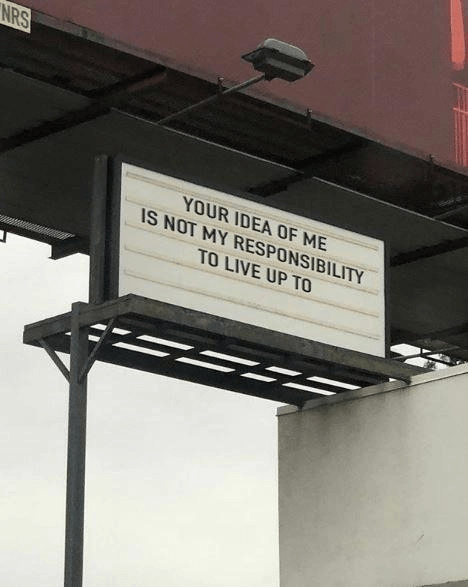 NRS
YOUR IDEA OF ME
IS NOT MY RESPONSIBILITY
TO LIVE UP TO